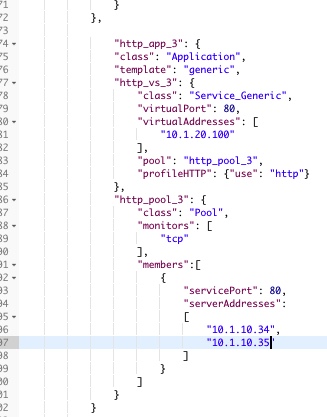 71 }
72 },
73
74 "http_app_3": {
75 "class": "Application",
76 "template": "generic",
77 "http_vs_3": {
78 "class": "Service_Generic",
79 "virtualPort": 80,
80 "virtualAddresses": [
81 "10.1.20.100"
82 ],
83 "pool": "http_pool_3",
84 "profileHTTP": {"use": "http"}
85 },
86 "http_pool_3": {
87 "class": "Pool",
88 "monitors": [
89 "tcp"
90 ],
91 "members":[
92 {
93 "servicePort": 80,
94 "serverAddresses":
95 [
96 "10.1.10.34",
97 "10.1.10.35"
98 ]
99 }
00 ]
01 }
02 }